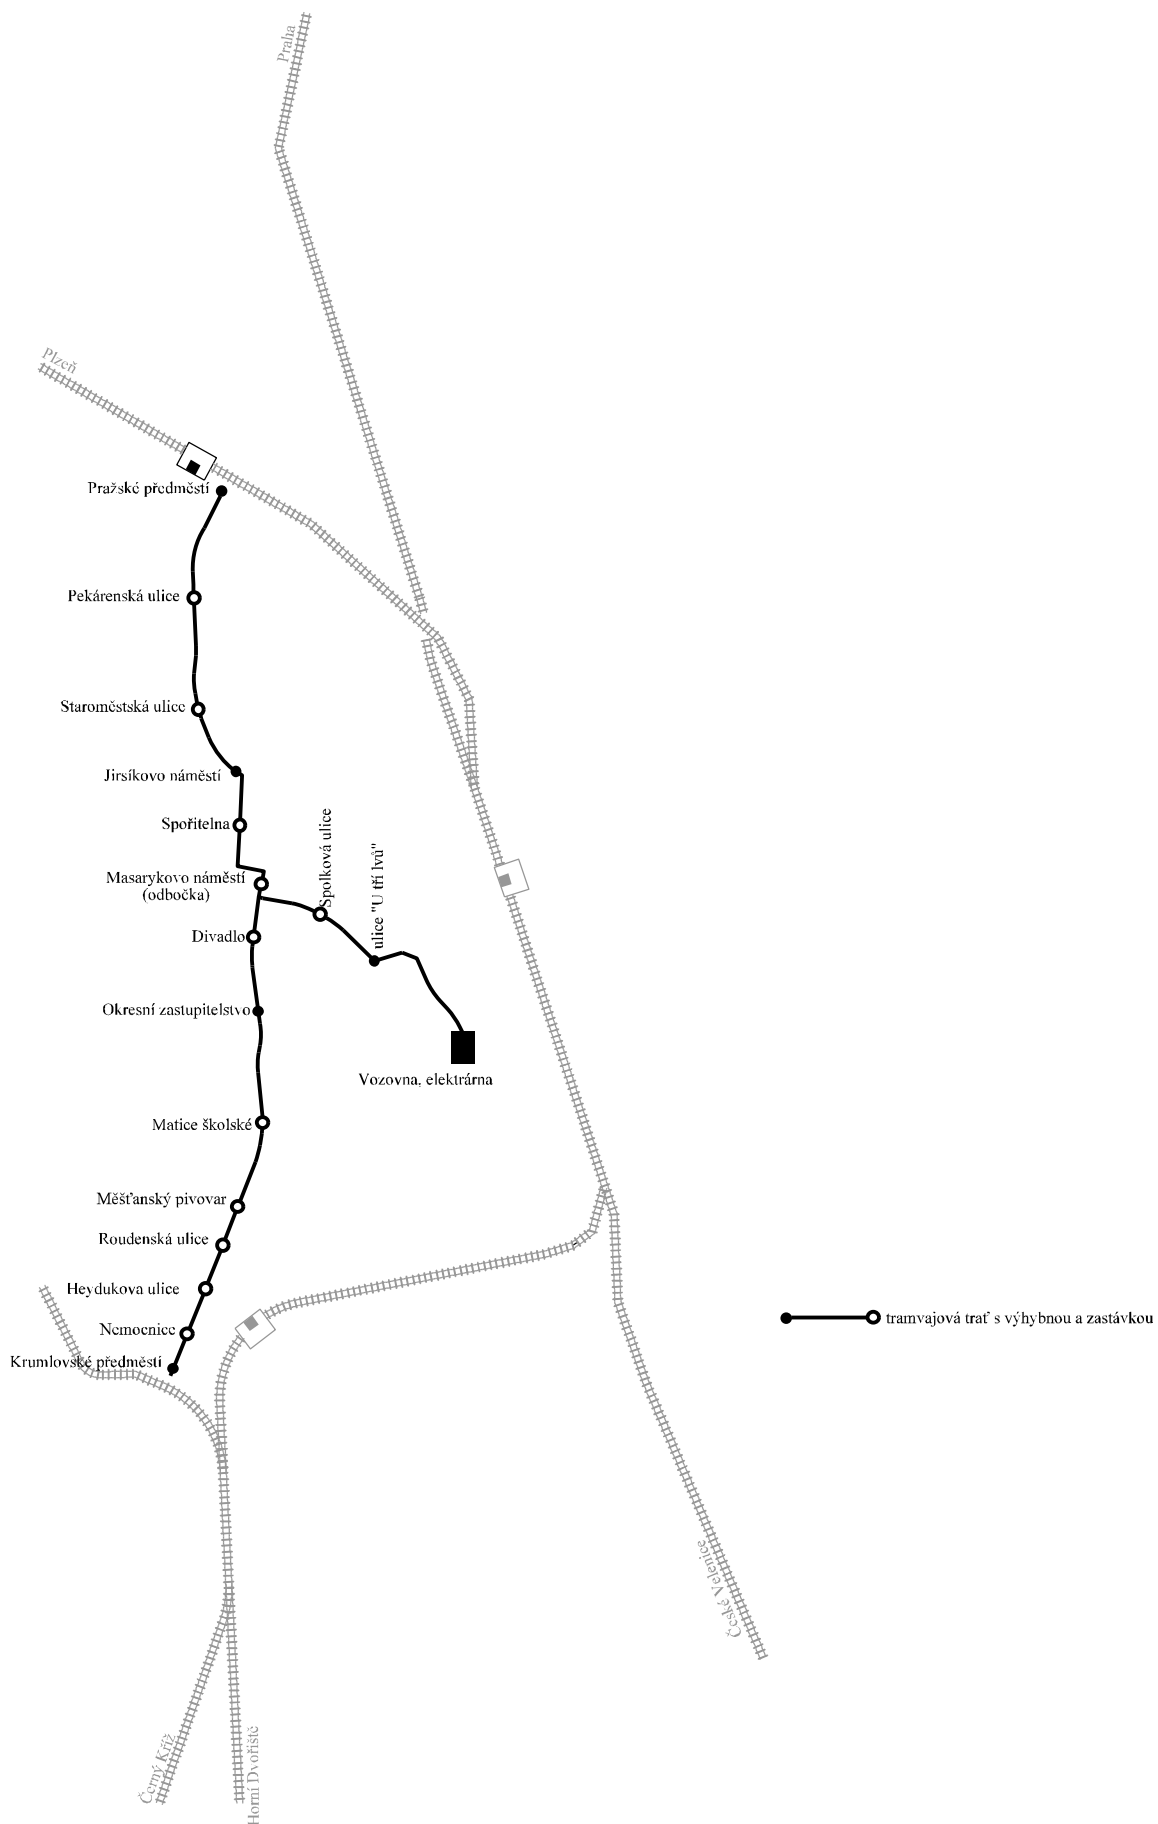 Praha
Plzeň
Pražské předměstí
Pekárenská ulice
Staroměstská ulice
Jirsíkovo náměstí
Spořitelna
Spolková ulice
ulice "U tří lvů"
Masarykovo náměstí
(odbočka)
Divadlo
Okresní zastupitelstvo
Vozovna, elektrárna
Matice školské
Měšťanský pivovar
Roudenská ulice
Heydukova ulice
Nemocnice
Krumlovské předměstí
tramvajová trať s výhybnou a zastávkou
České Velenice
Černý Kříž
Horní Dvořiště